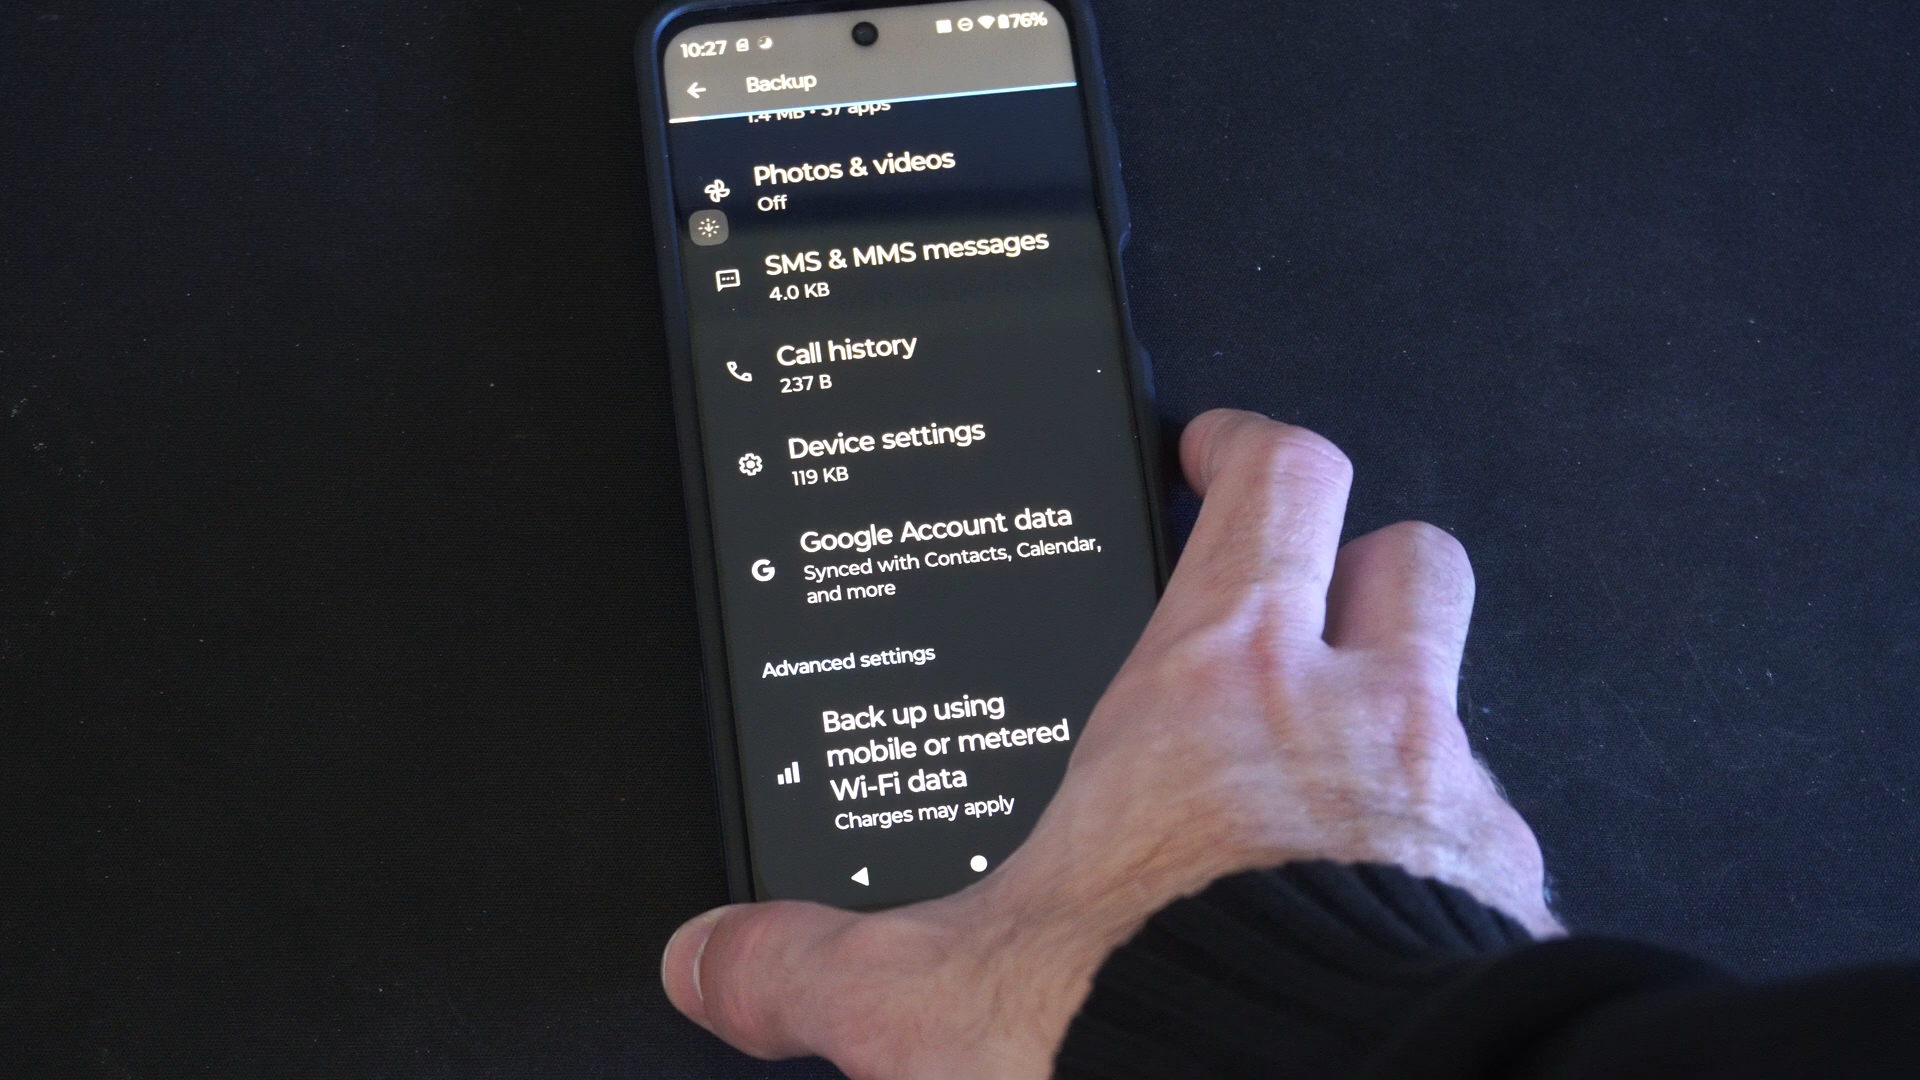 10:27 76%
Backup
1.4 MB • 37 apps
Photos & videos
Off
SMS & MMS messages
4.0 KB
Call history
237 B
Device settings
119 KB
Google Account data
Synced with Contacts, Calendar,
and more
Advanced settings
Back up using
mobile or metered
Wi-Fi data
Charges may apply